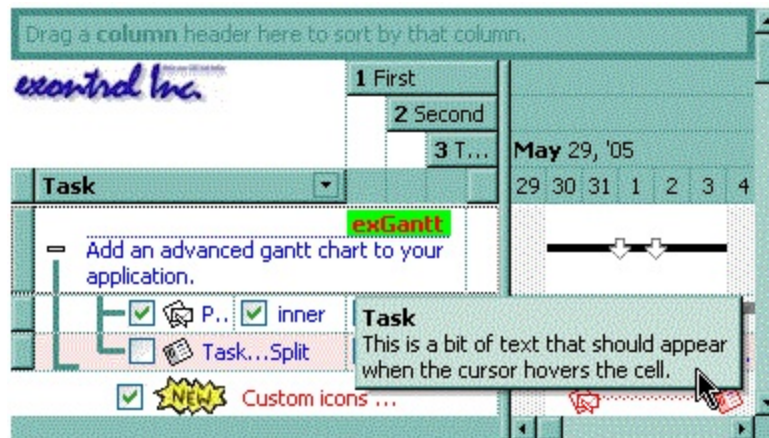 Drag a column header here to sort by that column.
exontrol Inc.
1 First
2 Second
3 T...
May 29, '05
Task
29 30 31 1 2 3 4
exGantt
Add an advanced gantt chart to your
application.
P.. inner
Task
This is a bit of text that should appear
when the cursor hovers the cell.
Task...Split
NEW Custom icons ...